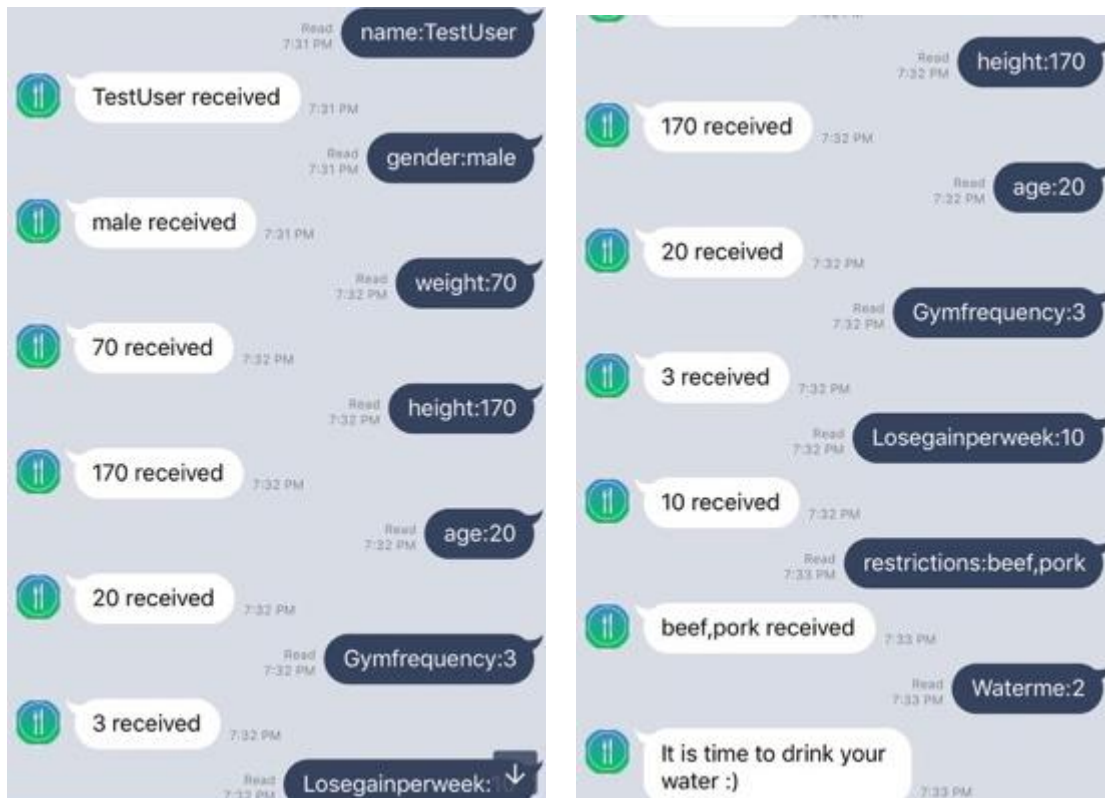 name:TestUser
Read
7:31 PM
TestUser received
7:31 PM
gender:male
Read
7:31 PM
male received
7:31 PM
weight:70
Read
7:32 PM
70 received
7:32 PM
height:170
Read
7:32 PM
170 received
7:32 PM
age:20
Read
7:32 PM
20 received
7:32 PM
Gymfrequency:3
Read
7:32 PM
3 received
7:32 PM
Losegainperweek:10
Read
7:32 PM
height:170
Read
7:32 PM
170 received
7:32 PM
age:20
Read
7:32 PM
20 received
7:32 PM
Gymfrequency:3
Read
7:32 PM
3 received
7:32 PM
Losegainperweek:10
Read
7:32 PM
10 received
7:32 PM
restrictions:beef,pork
Read
7:33 PM
beef,pork received
7:33 PM
Waterme:2
Read
7:33 PM
It is time to drink your
water :)
7:33 PM